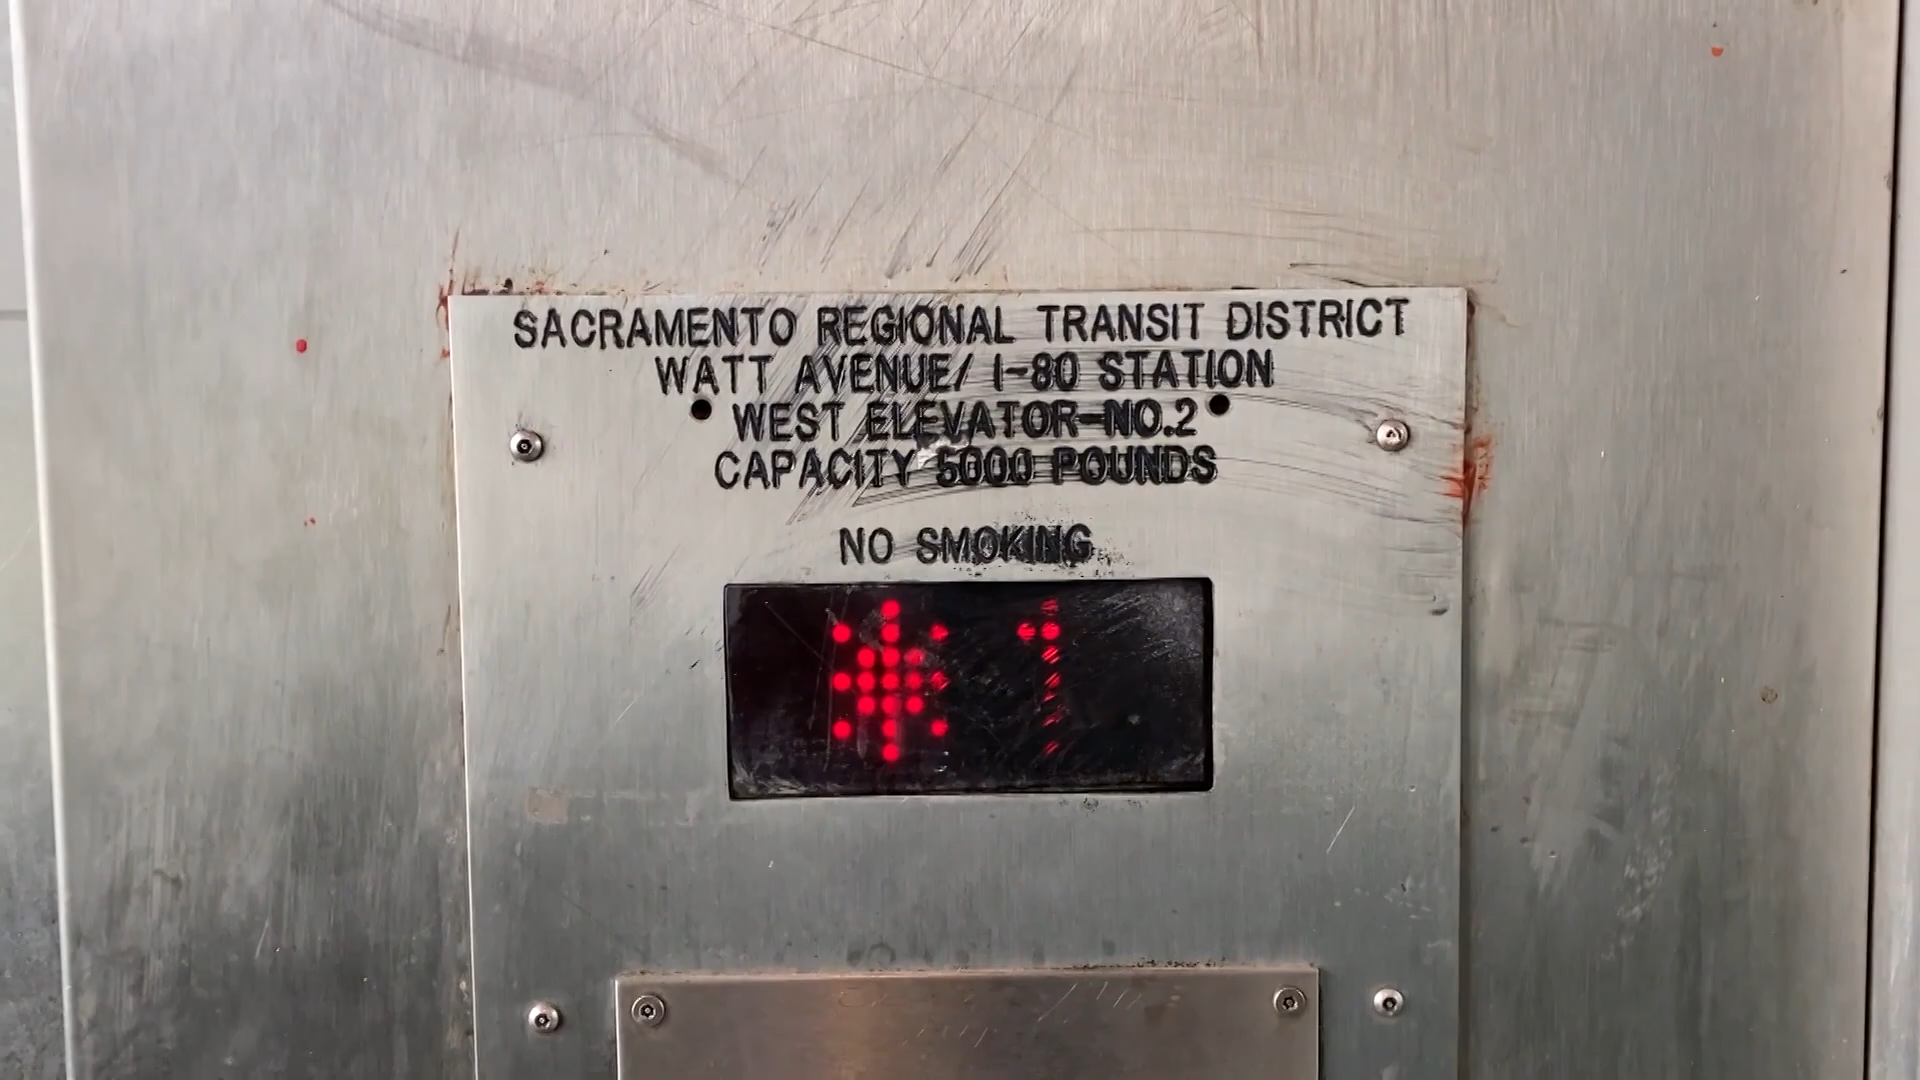 SACRAMENTO REGIONAL TRANSIT DISTRICT
WATT AVENUE/ I-80 STATION
WEST ELEVATOR-NO.2
CAPACITY 5000 POUNDS
NO SMOKING
* 1